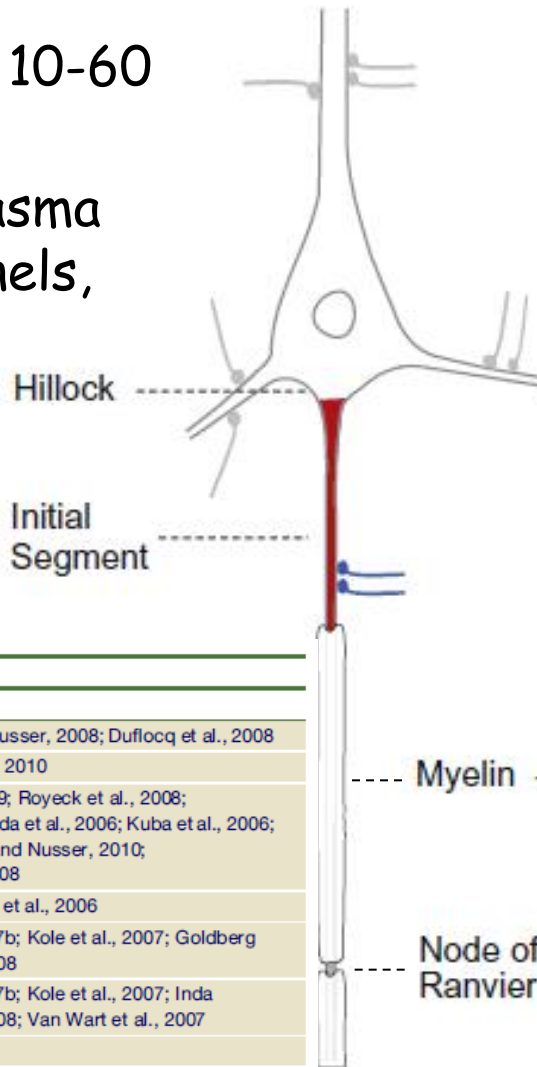 10-60
asma
nels,
Hillock
Initial
Segment
usser, 2008; Duflocq et al., 2008
2010
9; Royeck et al., 2008;
da et al., 2006; Kuba et al., 2006;
nd Nusser, 2010;
08
et al., 2006
7b; Kole et al., 2007; Goldberg
08
7b; Kole et al., 2007; Inda
08; Van Wart et al., 2007
Myelin
Node of
Ranvier